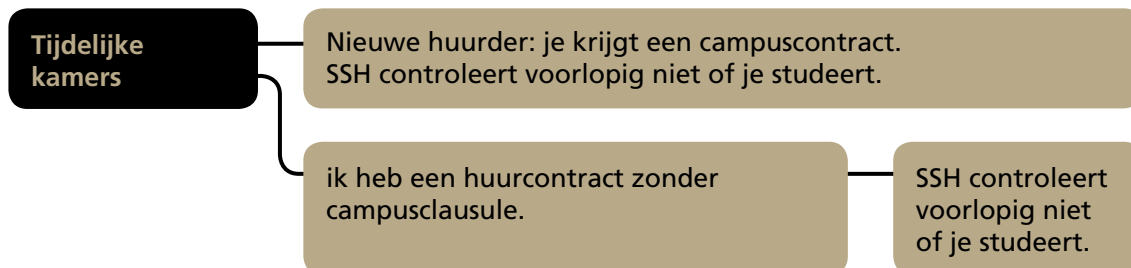 Tijdelijke
kamers
Nieuwe huurder: je krijgt een campuscontract.
SSH controleert voorlopig niet of je studeert.
ik heb een huurcontract zonder
campusclausule.
SSH controleert
voorlopig niet
of je studeert.